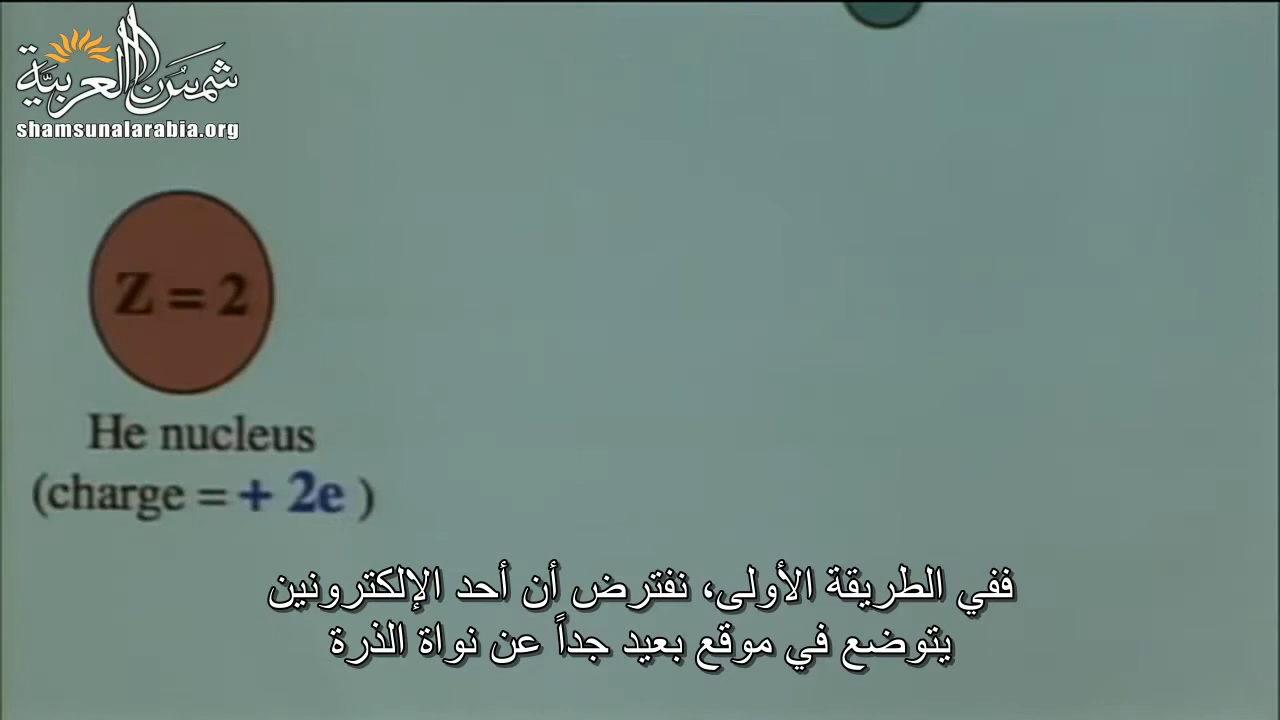 شمسُ العربيّة
shamsunalarabia.org
Z = 2
He nucleus
(charge = + 2e )
ففي الطريقة الأولى، نفترض أن أحد الإلكترونين
يتوضع في موقع بعيد جداً عن نواة الذرة